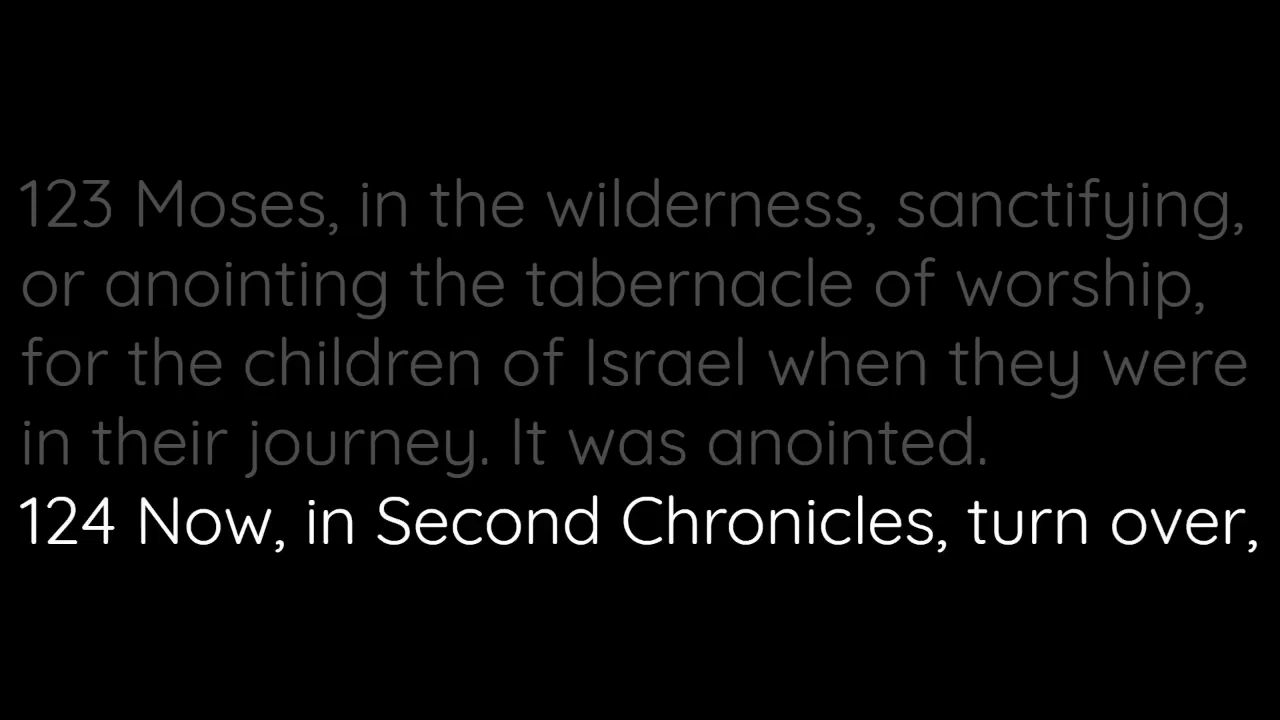 123 Moses, in the wilderness, sanctifying,
or anointing the tabernacle of worship,
for the children of Israel when they were
in their journey. It was anointed.
124 Now, in Second Chronicles, turn over,